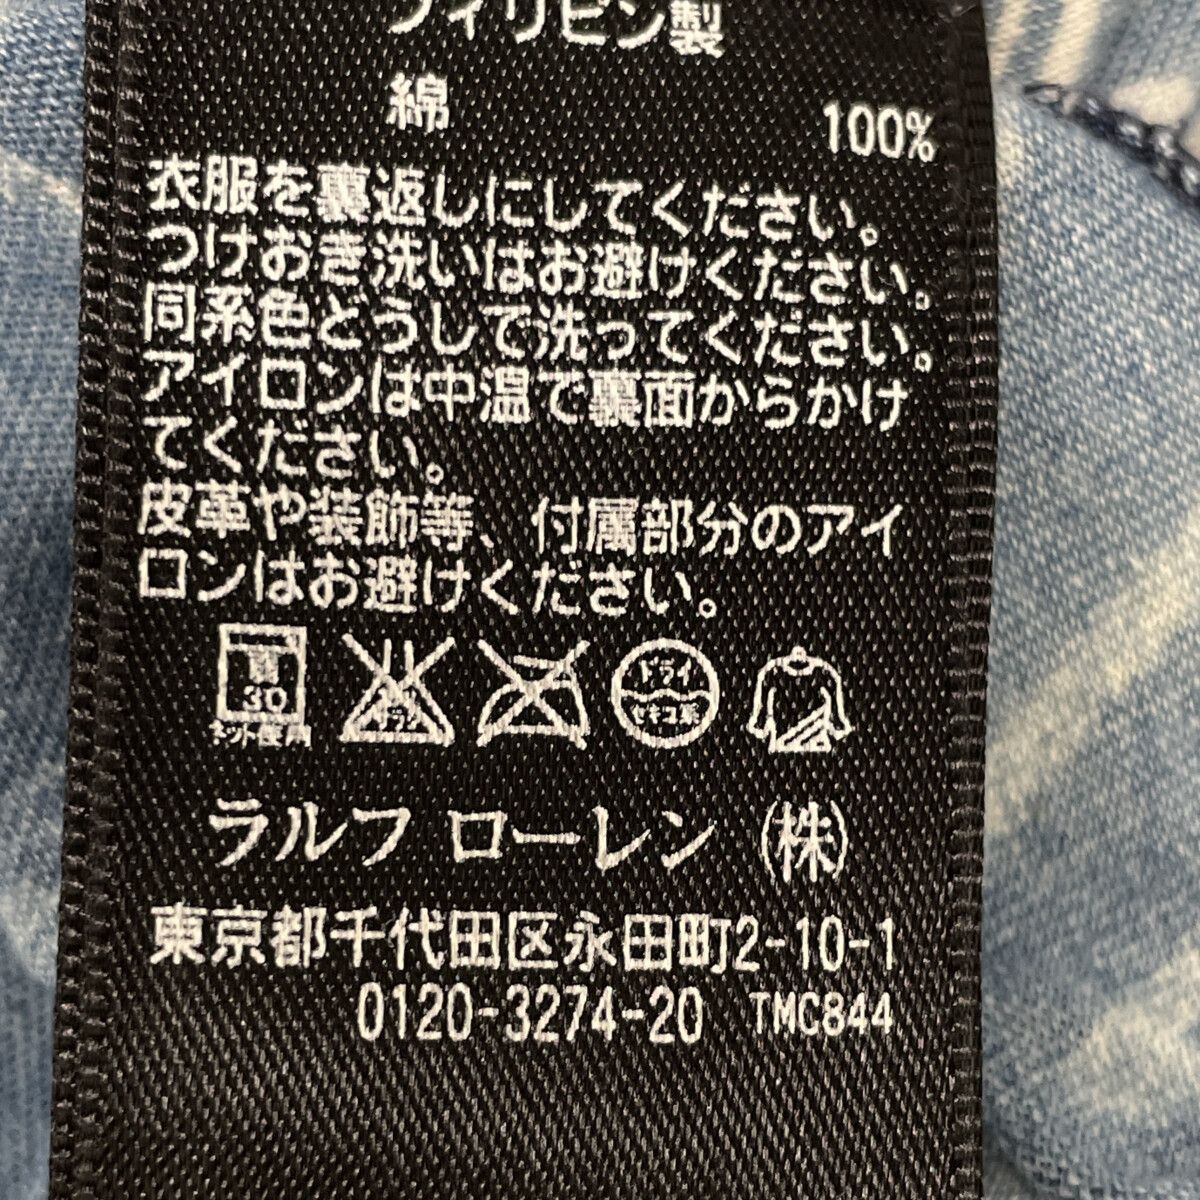 フィリピン製
綿 100%
衣服を裏返しにしてください。
つけおき洗いはお避けください。
同系色どうしで洗ってください。
アイロンは中温で裏面からかけ
てください。
皮革や装飾等、付属部分のアイ
ロンはお避けください。
30 ドライ
ネット使用 セキユ系
ラルフ ローレン (株)
東京都千代田区永田町2-10-1
0120-3274-20 TMC844